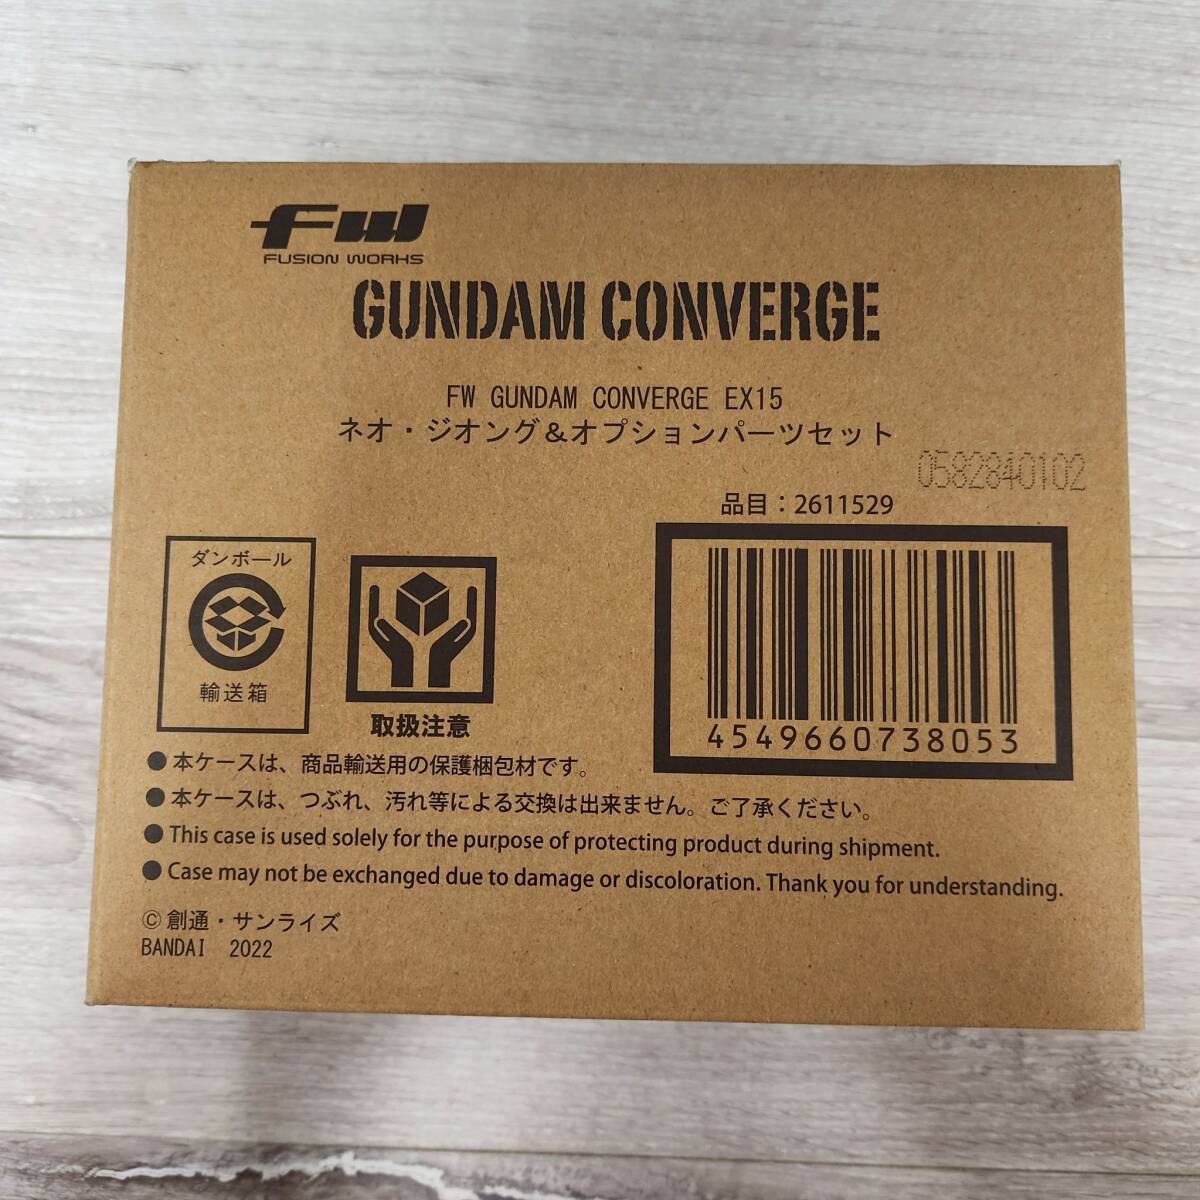 FW
FUSION WORKS
GUNDAM CONVERGE
FW GUNDAM CONVERGE EX15
ネオ・ジオング&オプションパーツセット
0582840102
品目：2611529
ダンボール
輸送箱
取扱注意
4549660738053
●本ケースは、商品輸送用の保護梱包材です。
●本ケースは、つぶれ、汚れ等による交換は出来ません。ご了承ください。
●This case is used solely for the purpose of protecting product during shipment.
●Case may not be exchanged due to damage or discoloration. Thank you for understanding.
©創通・サンライズ
BANDAI 2022